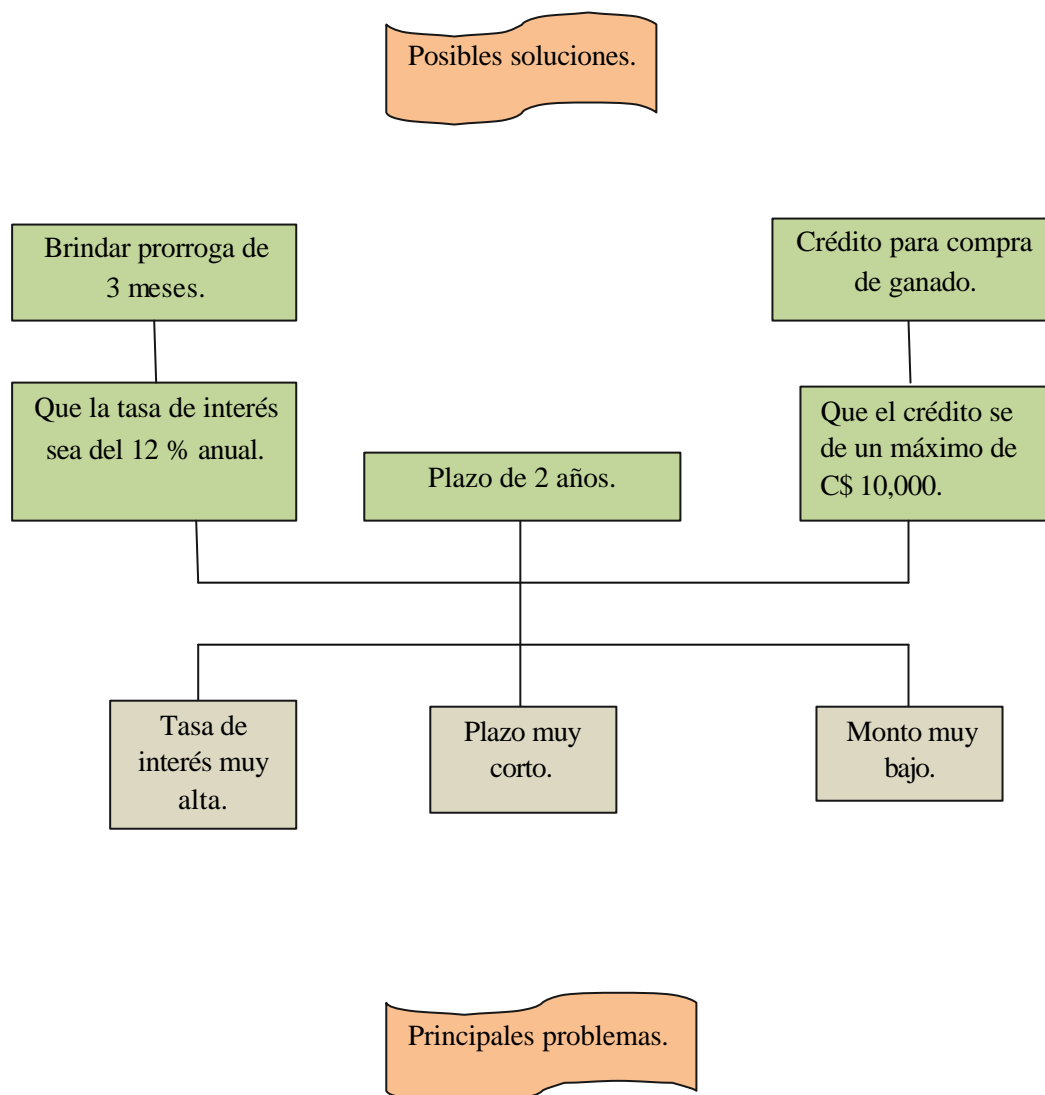 Posibles soluciones.
Brindar prorroga de
3 meses.
Crédito para compra
de ganado.
Que la tasa de interés
sea del 12 % anual.
Plazo de 2 años.
Que el crédito se
de un máximo de
C$ 10,000.
Tasa de
interés muy
alta.
Plazo muy
corto.
Monto muy
bajo.
Principales problemas.